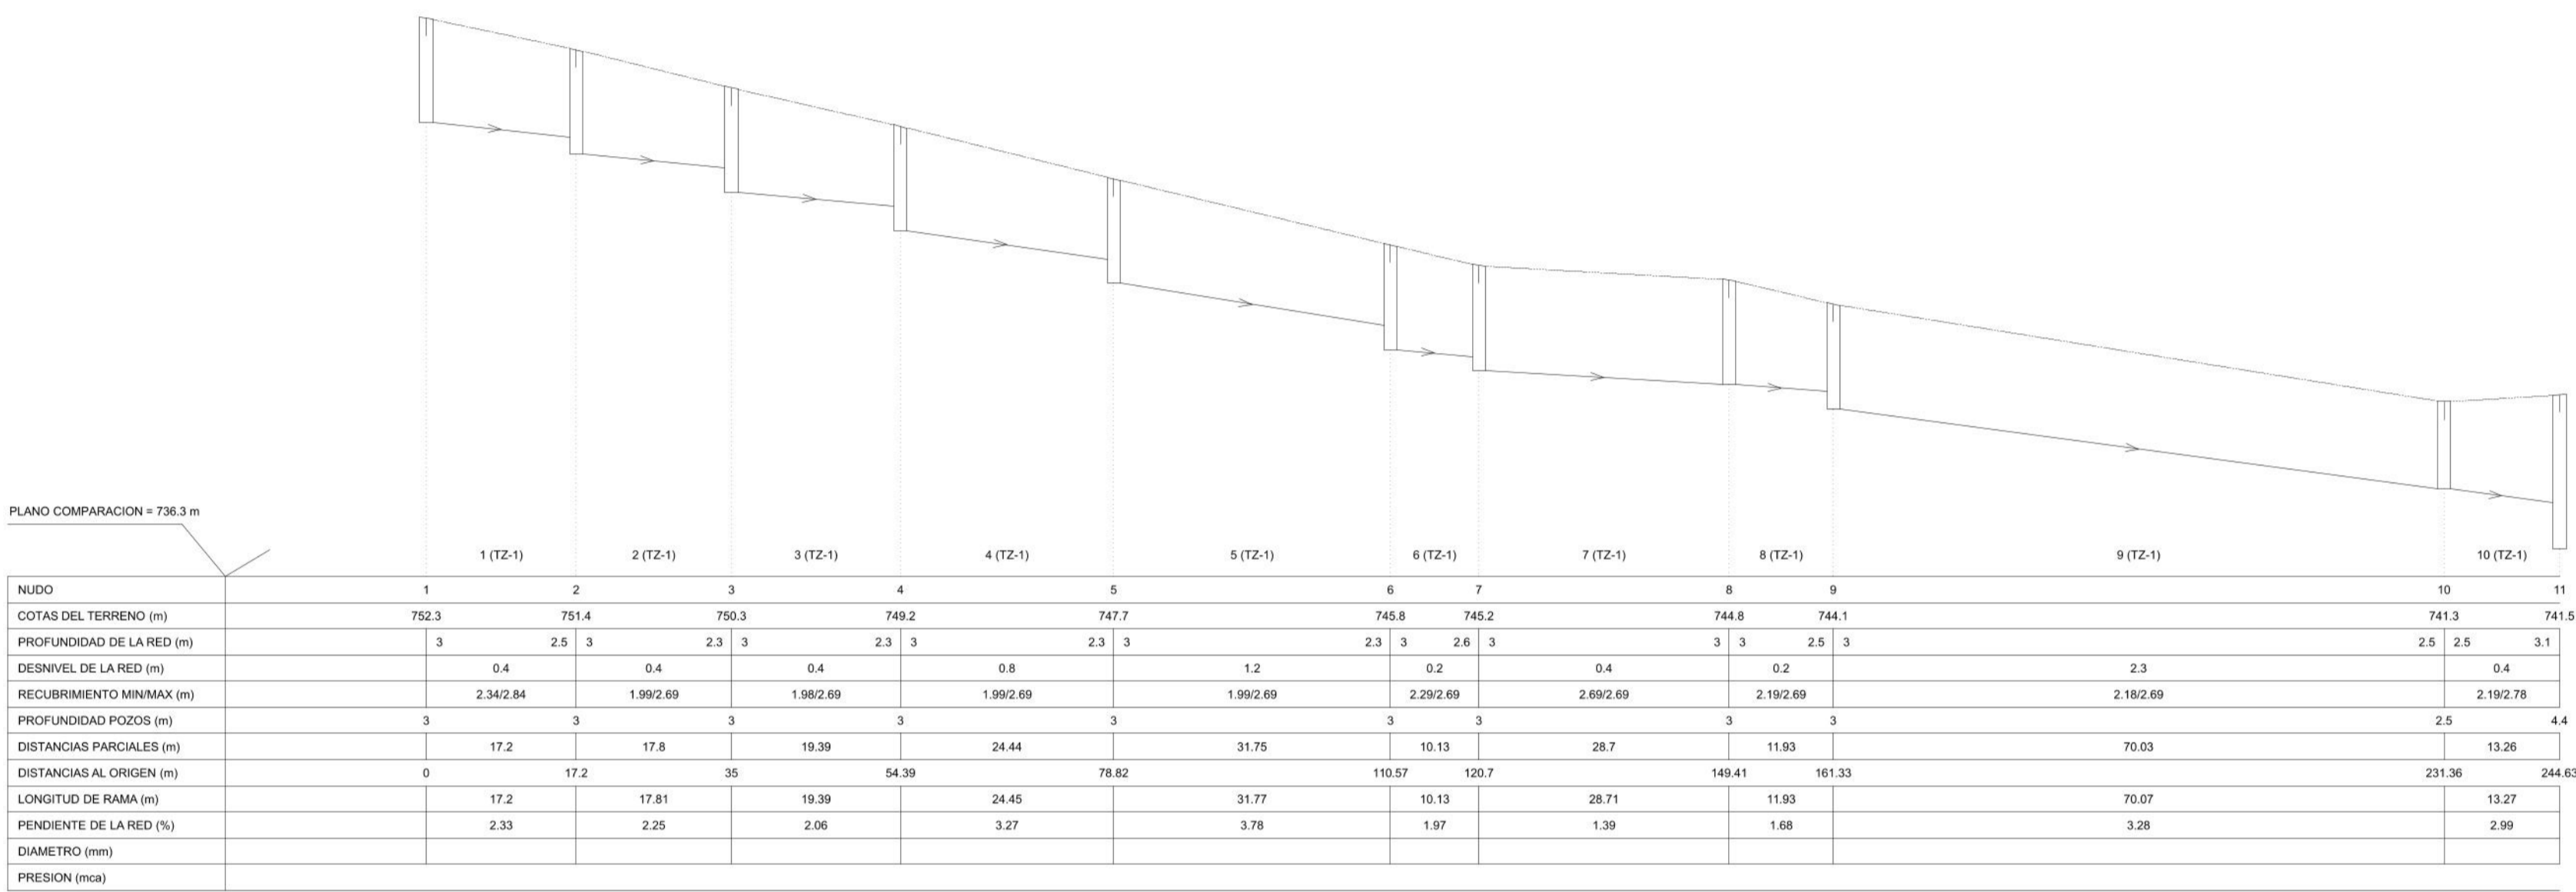 PLANO COMPARACION = 736.3 m
1 (TZ-1) 2 (TZ-1) 3 (TZ-1) 4 (TZ-1) 5 (TZ-1) 6 (TZ-1) 7 (TZ-1) 8 (TZ-1) 9 (TZ-1) 10 (TZ-1)
NUDO 1 2 3 4 5 6 7 8 9 10 11
COTAS DEL TERRENO (m) 752.3 751.4 750.3 749.2 747.7 745.8 745.2 744.8 744.1 741.3 741.5
PROFUNDIDAD DE LA RED (m) 3 2.5 3 2.3 3 2.3 3 2.3 3 2.3 3 2.6 3 3 3 2.5 3 2.5 2.5 3.1
DESNIVEL DE LA RED (m) 0.4 0.4 0.4 0.8 1.2 0.2 0.4 0.2 2.3 0.4
RECUBRIMIENTO MIN/MAX (m) 2.34/2.84 1.99/2.69 1.98/2.69 1.99/2.69 1.99/2.69 2.29/2.69 2.69/2.69 2.19/2.69 2.18/2.69 2.19/2.78
PROFUNDIDAD POZOS (m) 3 3 3 3 3 3 3 3 3 2.5 4.4
DISTANCIAS PARCIALES (m) 17.2 17.8 19.39 24.44 31.75 10.13 28.7 11.93 70.03 13.26
DISTANCIAS AL ORIGEN (m) 0 17.2 35 54.39 78.82 110.57 120.7 149.41 161.33 231.36 244.63
LONGITUD DE RAMA (m) 17.2 17.81 19.39 24.45 31.77 10.13 28.71 11.93 70.07 13.27
PENDIENTE DE LA RED (%) 2.33 2.25 2.06 3.27 3.78 1.97 1.39 1.68 3.28 2.99
DIAMETRO (mm)
PRESION (mca)